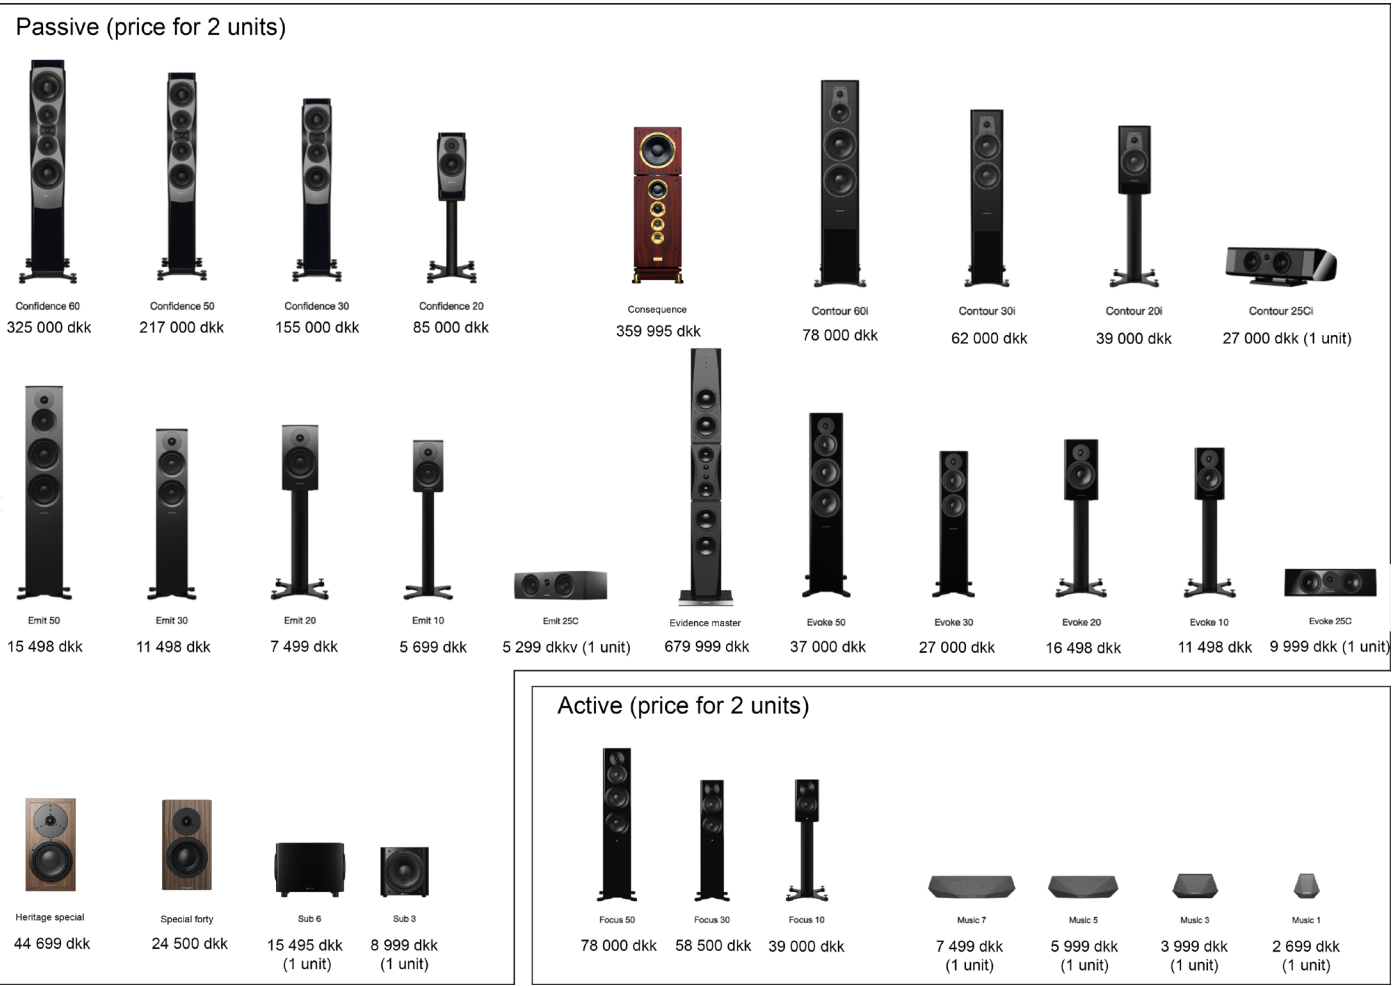 Passive (price for 2 units)
Confidence 60
325 000 dkk
Confidence 50
217 000 dkk
Confidence 30
155 000 dkk
Confidence 20
85 000 dkk
Consequence
359 995 dkk
Contour 60i
78 000 dkk
Contour 30i
62 000 dkk
Contour 20i
39 000 dkk
Contour 25Ci
27 000 dkk (1 unit)
Emit 50
15 498 dkk
Emit 30
11 498 dkk
Emit 20
7 499 dkk
Emit 10
5 699 dkk
Emit 25C
5 299 dkkv (1 unit)
Evidence master
679 999 dkk
Evoke 50
37 000 dkk
Evoke 30
27 000 dkk
Evoke 20
16 498 dkk
Evoke 10
11 498 dkk
Evoke 25C
9 999 dkk (1 unit)
Heritage special
44 699 dkk
Special forty
24 500 dkk
Sub 6
15 495 dkk
(1 unit)
Sub 3
8 999 dkk
(1 unit)
Active (price for 2 units)
Focus 50
78 000 dkk
Focus 30
58 500 dkk
Focus 10
39 000 dkk
Music 7
7 499 dkk
(1 unit)
Music 5
5 999 dkk
(1 unit)
Music 3
3 999 dkk
(1 unit)
Music 1
2 699 dkk
(1 unit)